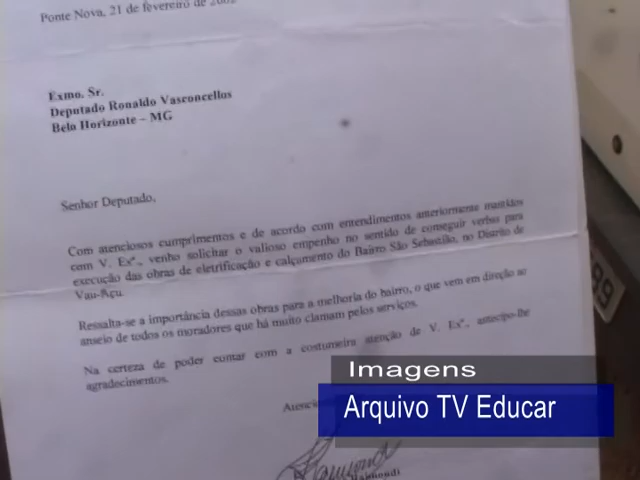 Ponte Nova, 21 de fevereiro de 2002
Exmo. Sr.
Deputado Ronaldo Vasconcellos
Belo Horizonte – MG
Senhor Deputado,
Com atenciosos cumprimentos e de acordo com entendimentos anteriormente mantidos
com V. Exª., venho solicitar o valioso empenho no sentido de conseguir verbas para
execução das obras de eletrificação e calçamento do Bairro São Sebastião, no Distrito de
Vau-Açu.
Ressalta-se a importância dessas obras para a melhoria do bairro, o que vem em direção ao
anseio de todos os moradores que há muito clamam pelos serviços.
Na certeza de poder contar com a costumeira atenção de V. Exª., antecipo-lhe
agradecimentos.
Imagens
Arquivo TV Educar